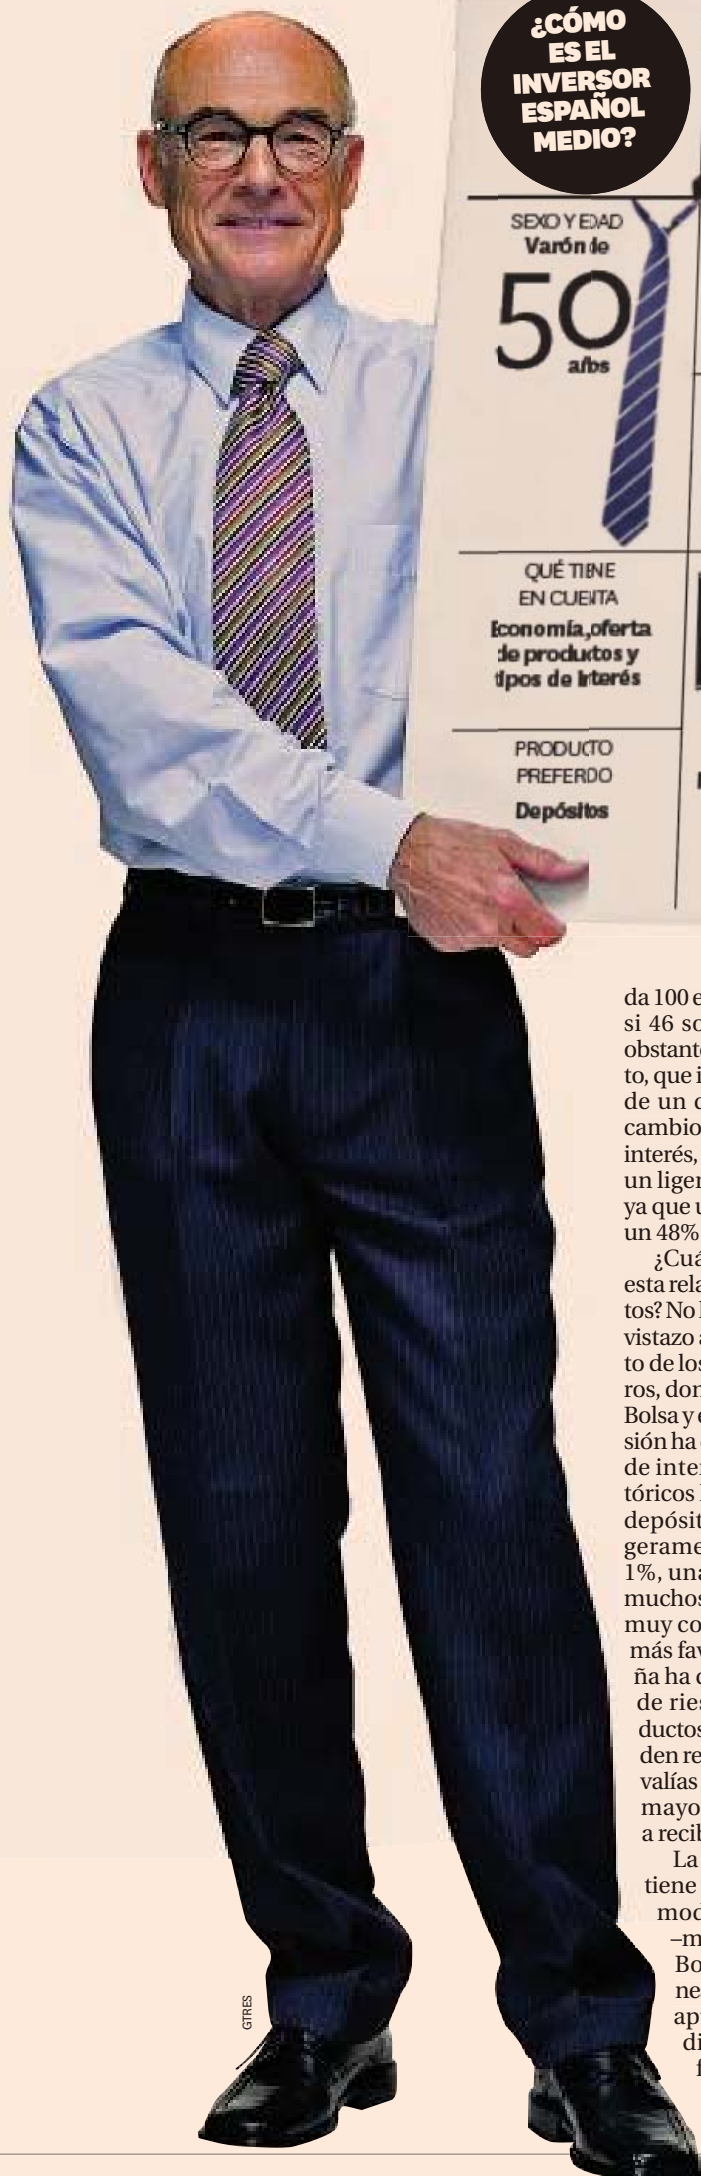 ¿CÓMO
ES EL
INVERSOR
ESPAÑOL
MEDIO?
SEXO Y EDAD
Varón de
50
años
QUÉ TIENE
EN CUENTA
Economía, oferta
de productos y
tipos de interés
PRODUCTO
PREFERDO
Depósitos
da 100 e
si 46 so
obstante
to, que i
de un c
cambio
interés,
un liger
ya que u
un 48%
¿Cuá
esta rela
tos? No l
vistazo a
to de los
ros, don
Bolsa y e
sión ha
de inter
tóricos
depósit
gerame
1%, una
muchos
muy co
más fav
ña ha c
de ries
ductos
den re
valías
mayo
a recib
La
tiene
mod
–m
Bo
ne
apu
di
f
GTRES